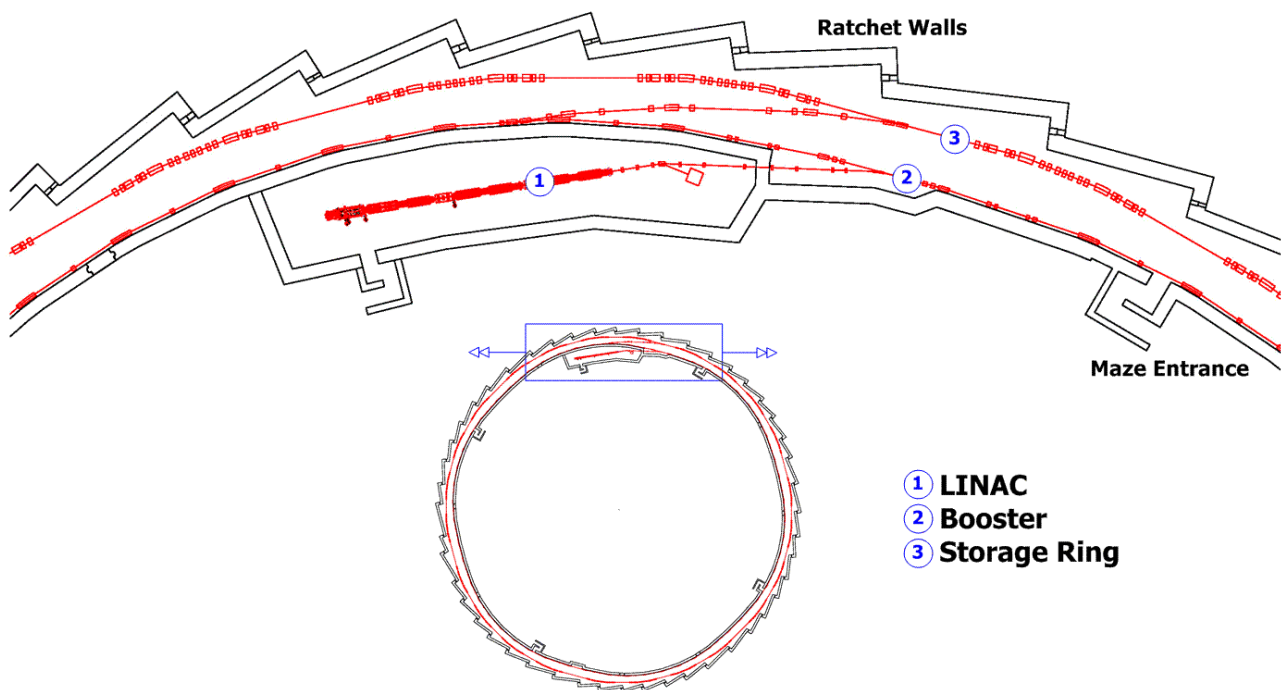 Ratchet Walls
3
1
2
Maze Entrance
1 LINAC
2 Booster
3 Storage Ring